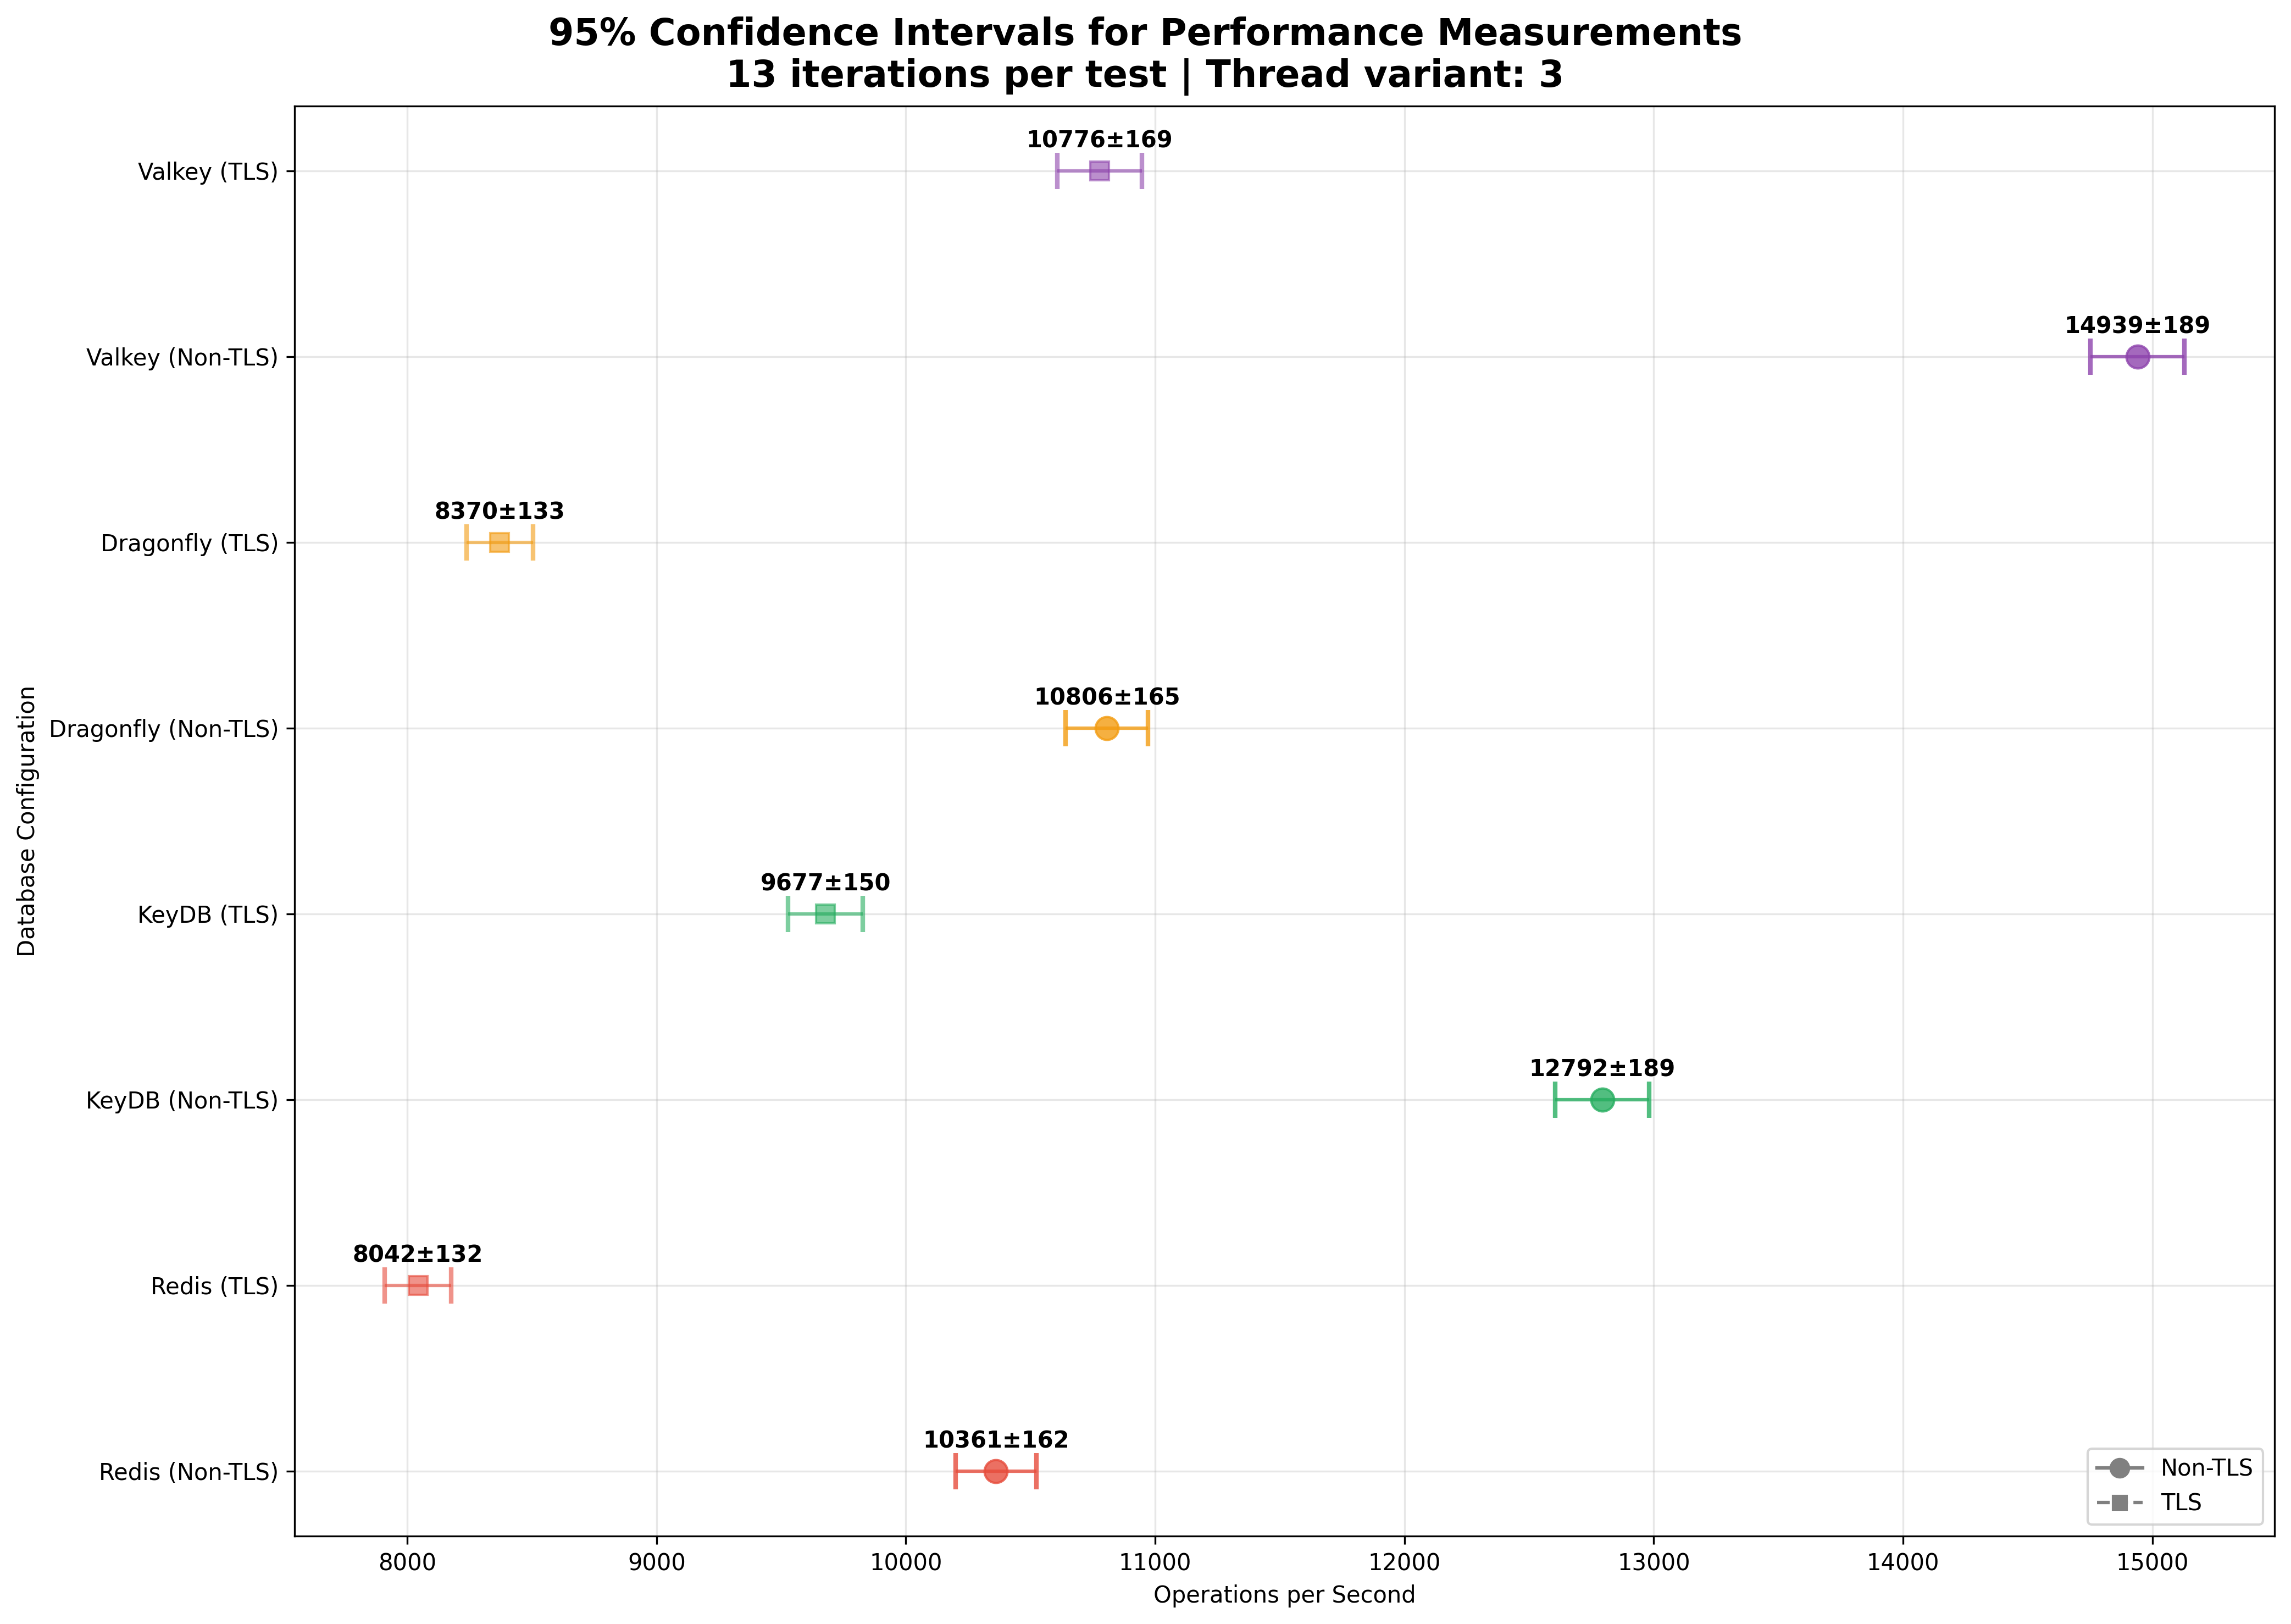 95% Confidence Intervals for Performance Measurements
13 iterations per test | Thread variant: 3
Database Configuration
Valkey (TLS)
10776±169
Valkey (Non-TLS)
14939±189
Dragonfly (TLS)
8370±133
Dragonfly (Non-TLS)
10806±165
KeyDB (TLS)
9677±150
KeyDB (Non-TLS)
12792±189
Redis (TLS)
8042±132
Redis (Non-TLS)
10361±162
Non-TLS
TLS
8000 9000 10000 11000 12000 13000 14000 15000
Operations per Second